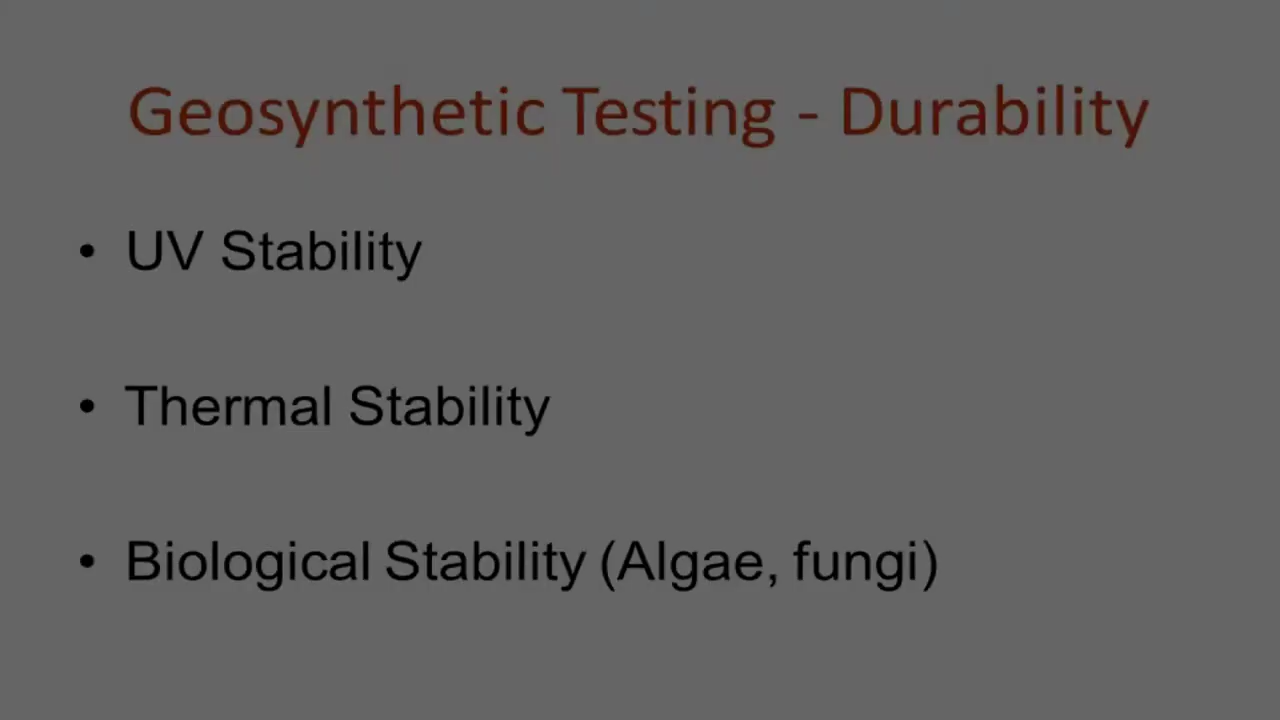 Geosynthetic Testing - Durability
• UV Stability
• Thermal Stability
• Biological Stability (Algae, fungi)